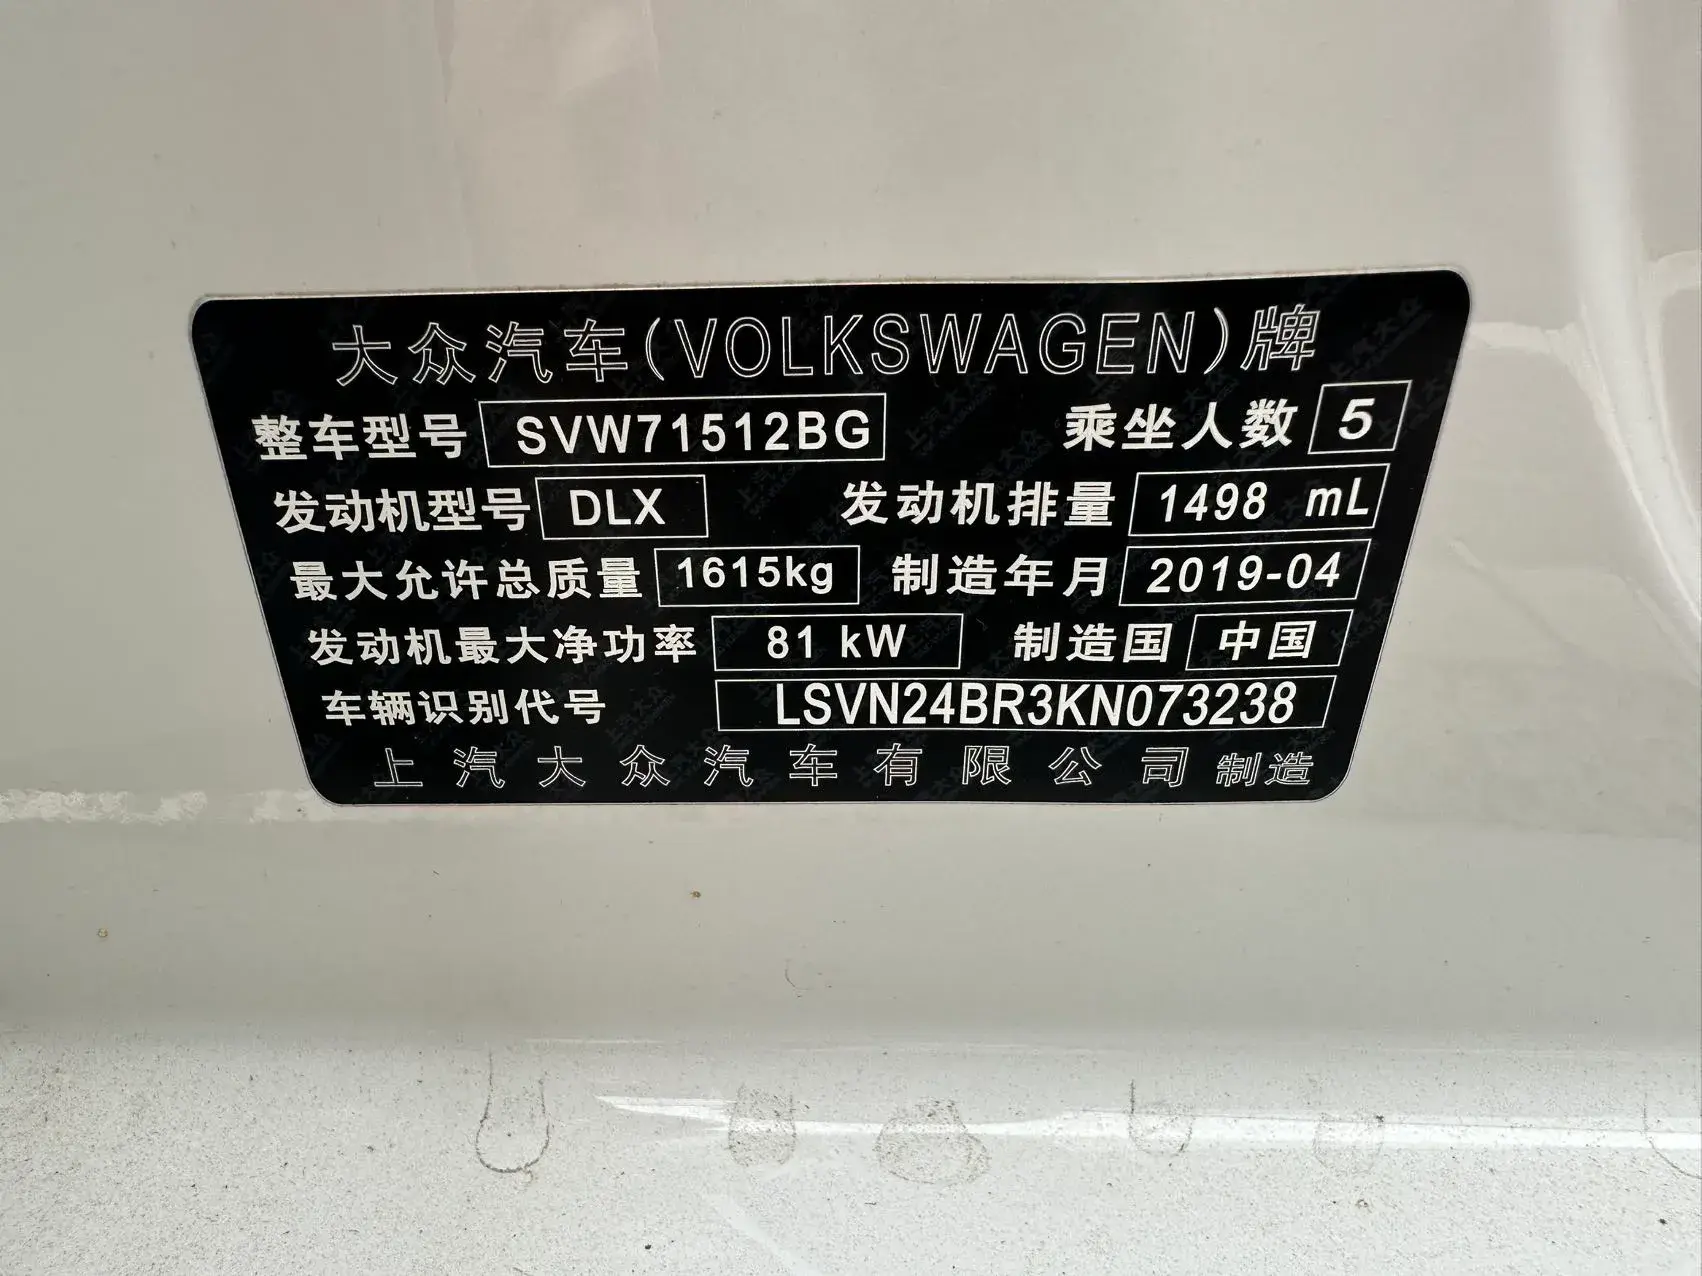 大众汽车(VOLKSWAGEN)牌
整车型号 SVW71512BG 乘坐人数 5
发动机型号 DLX 发动机排量 1498 mL
最大允许总质量 1615kg 制造年月 2019-04
发动机最大净功率 81 kW 制造国 中国
车辆识别代号 LSVN24BR3KN073238
上汽大众汽车有限公司 制造